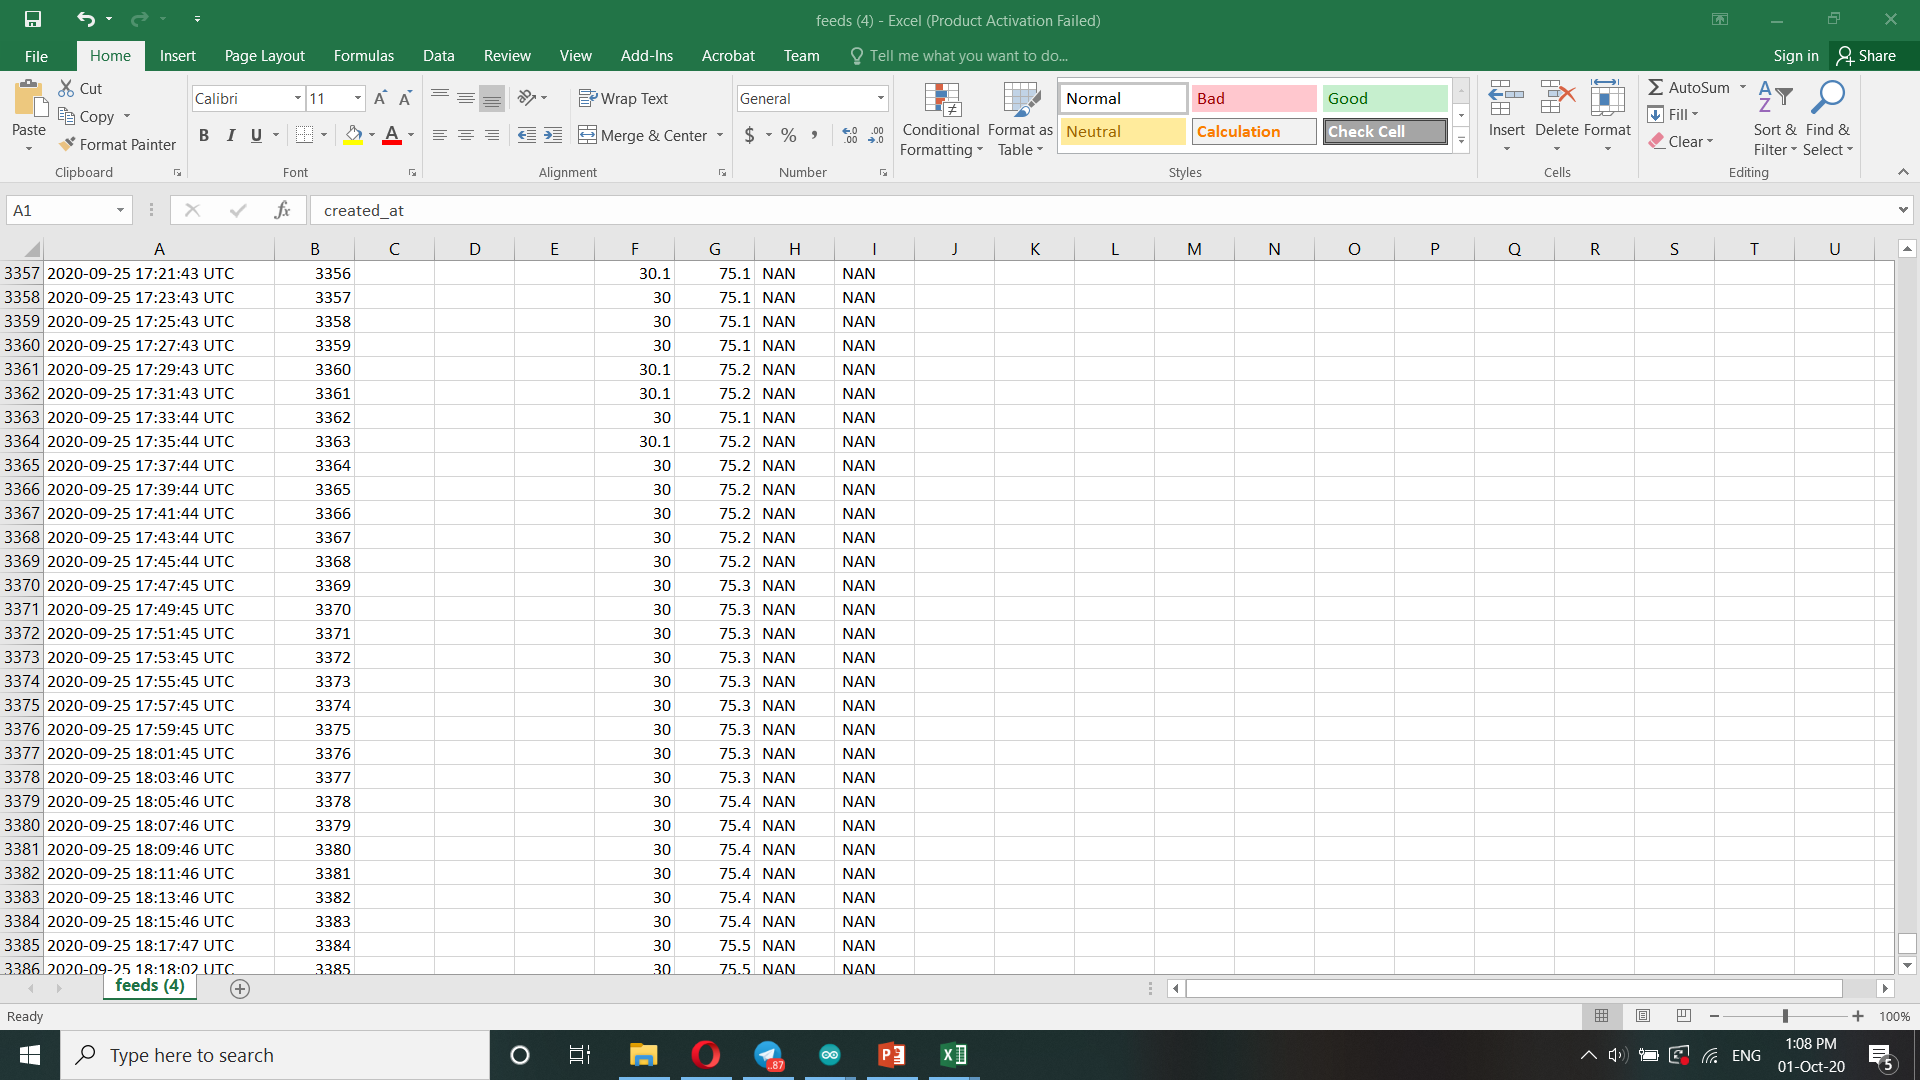 feeds (4) - Excel (Product Activation Failed)
File Home Insert Page Layout Formulas Data Review View Add-Ins Acrobat Team Tell me what you want to do... Sign in Share
Paste Cut Copy Format Painter Clipboard
Calibri 11 A A B I U A Font
Wrap Text Merge & Center Alignment
General $ % , .00 .00 Number
Conditional Formatting Format as Table
Normal Bad Good
Neutral Calculation Check Cell
Styles
Insert Delete Format Cells
AutoSum Fill Clear Sort & Filter Find & Select Editing
A1 fx created_at
A B C D E F G H I J K L M N O P Q R S T U
3357 2020-09-25 17:21:43 UTC 3356 30.1 75.1 NAN NAN
3358 2020-09-25 17:23:43 UTC 3357 30 75.1 NAN NAN
3359 2020-09-25 17:25:43 UTC 3358 30 75.1 NAN NAN
3360 2020-09-25 17:27:43 UTC 3359 30 75.1 NAN NAN
3361 2020-09-25 17:29:43 UTC 3360 30.1 75.2 NAN NAN
3362 2020-09-25 17:31:43 UTC 3361 30.1 75.2 NAN NAN
3363 2020-09-25 17:33:44 UTC 3362 30 75.1 NAN NAN
3364 2020-09-25 17:35:44 UTC 3363 30.1 75.2 NAN NAN
3365 2020-09-25 17:37:44 UTC 3364 30 75.2 NAN NAN
3366 2020-09-25 17:39:44 UTC 3365 30 75.2 NAN NAN
3367 2020-09-25 17:41:44 UTC 3366 30 75.2 NAN NAN
3368 2020-09-25 17:43:44 UTC 3367 30 75.2 NAN NAN
3369 2020-09-25 17:45:44 UTC 3368 30 75.2 NAN NAN
3370 2020-09-25 17:47:45 UTC 3369 30 75.3 NAN NAN
3371 2020-09-25 17:49:45 UTC 3370 30 75.3 NAN NAN
3372 2020-09-25 17:51:45 UTC 3371 30 75.3 NAN NAN
3373 2020-09-25 17:53:45 UTC 3372 30 75.3 NAN NAN
3374 2020-09-25 17:55:45 UTC 3373 30 75.3 NAN NAN
3375 2020-09-25 17:57:45 UTC 3374 30 75.3 NAN NAN
3376 2020-09-25 17:59:45 UTC 3375 30 75.3 NAN NAN
3377 2020-09-25 18:01:45 UTC 3376 30 75.3 NAN NAN
3378 2020-09-25 18:03:46 UTC 3377 30 75.3 NAN NAN
3379 2020-09-25 18:05:46 UTC 3378 30 75.4 NAN NAN
3380 2020-09-25 18:07:46 UTC 3379 30 75.4 NAN NAN
3381 2020-09-25 18:09:46 UTC 3380 30 75.4 NAN NAN
3382 2020-09-25 18:11:46 UTC 3381 30 75.4 NAN NAN
3383 2020-09-25 18:13:46 UTC 3382 30 75.4 NAN NAN
3384 2020-09-25 18:15:46 UTC 3383 30 75.4 NAN NAN
3385 2020-09-25 18:17:47 UTC 3384 30 75.5 NAN NAN
3386 2020-09-25 18:18:02 UTC 3385 30 75.5 NAN NAN
feeds (4)
Ready 100%
Type here to search ..87 ENG 1:08 PM 5
01-Oct-20